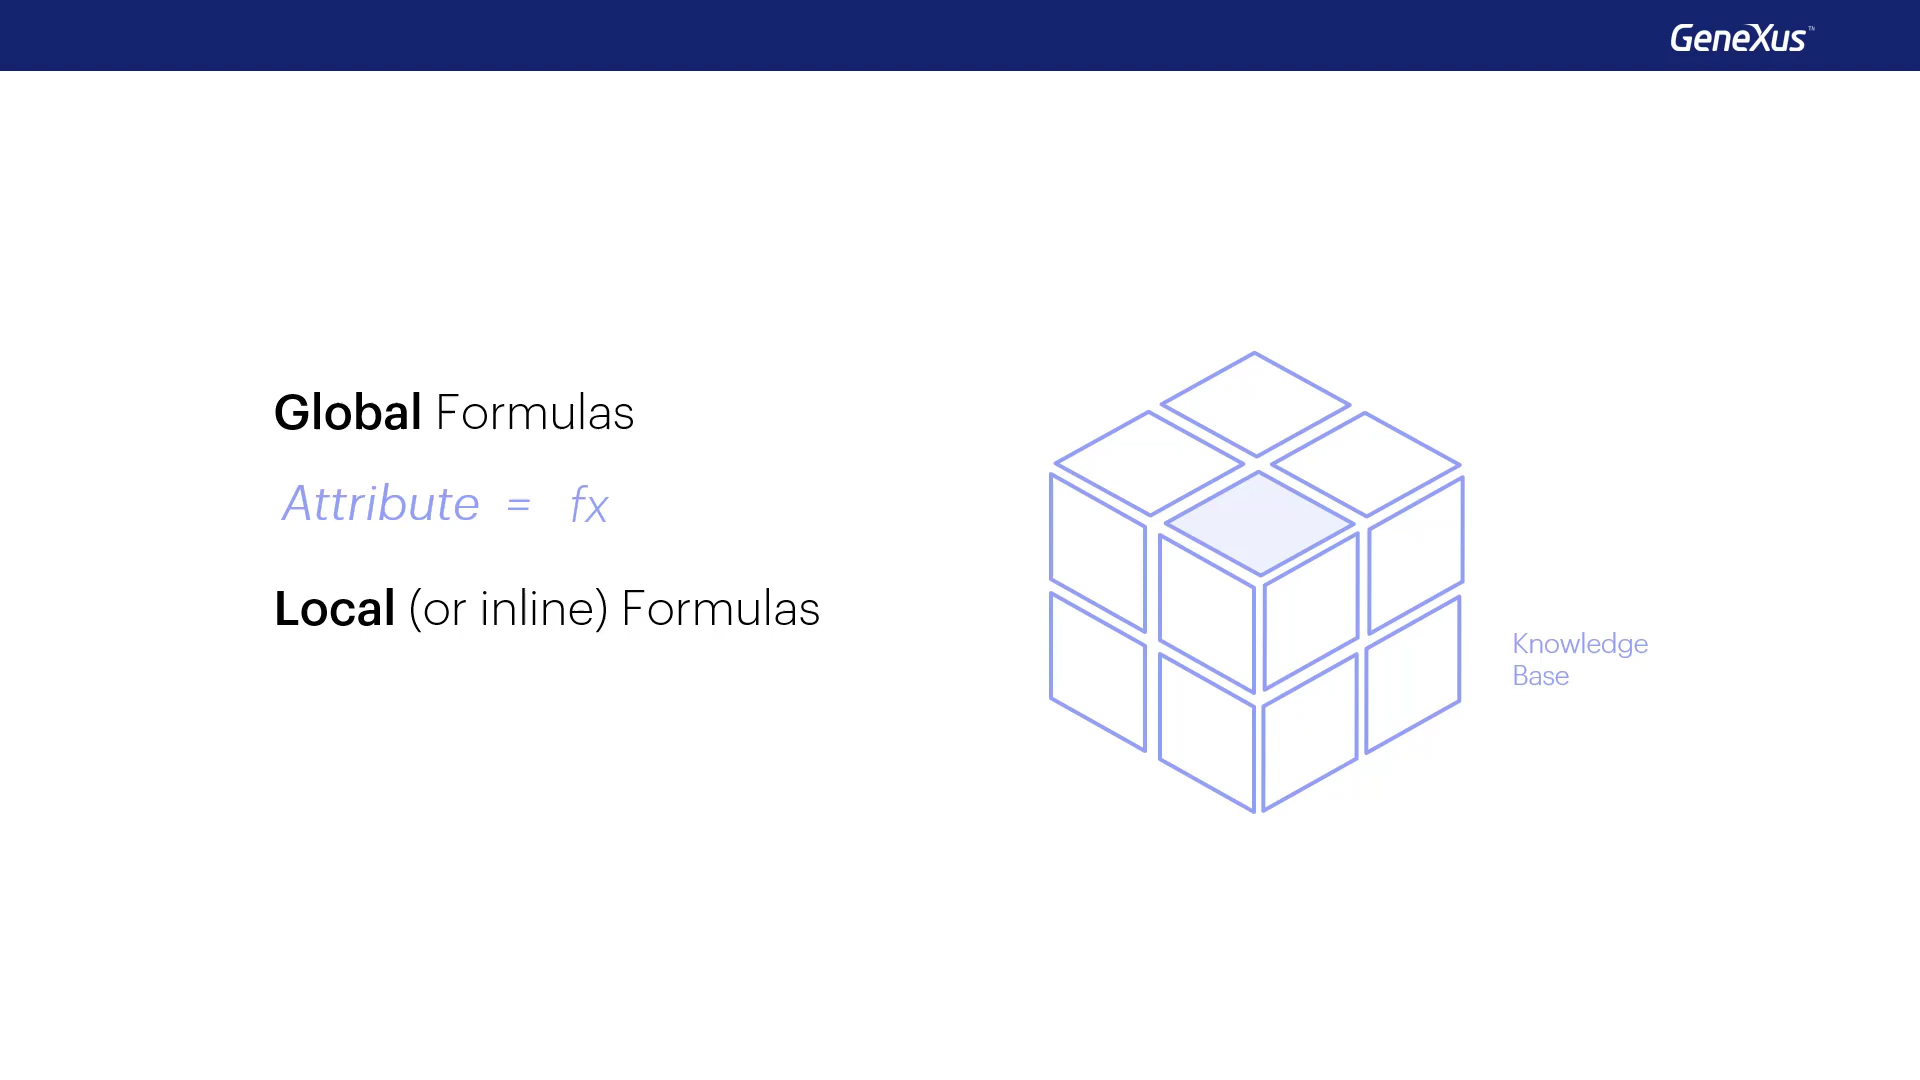 GeneXus™
Global Formulas
Attribute = fx
Local (or inline) Formulas
Knowledge
Base